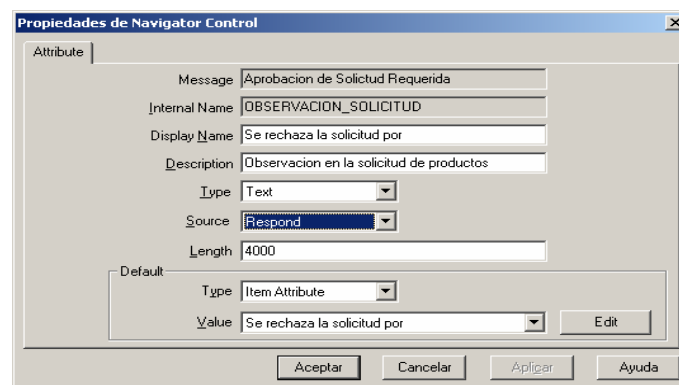 Propiedades de Navigator Control
Attribute
Message Aprobacion de Solictud Requerida
Internal Name OBSERVACION_SOLICITUD
Display Name Se rechaza la solicitud por
Description Observacion en la solicitud de productos
Type Text
Source Respond
Length 4000
Default
Type Item Attribute
Value Se rechaza la solicitud por Edit
Aceptar Cancelar Aplicar Ayuda